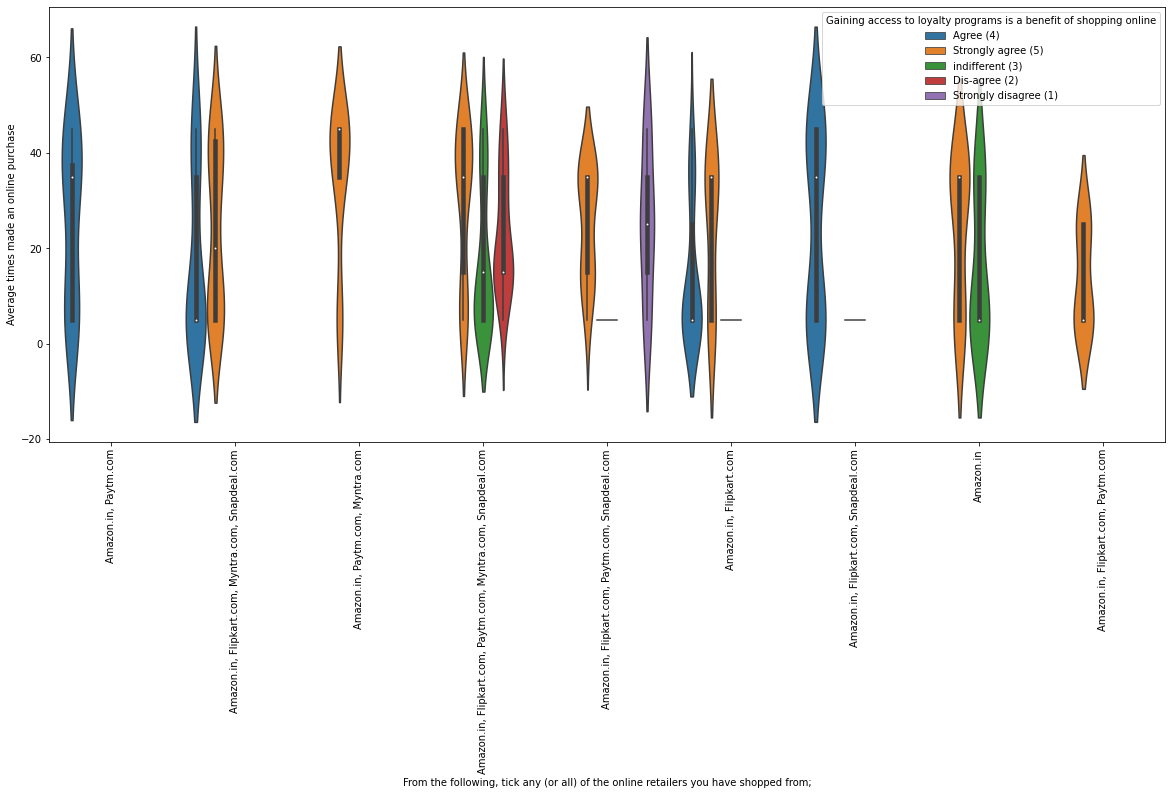 Gaining access to loyalty programs is a benefit of shopping online
Agree (4)
Strongly agree (5)
indifferent (3)
Dis-agree (2)
Strongly disagree (1)
Average times made an online purchase
60
40
20
0
−20
Amazon.in, Paytm.com
Amazon.in, Flipkart.com, Myntra.com, Snapdeal.com
Amazon.in, Paytm.com, Myntra.com
Amazon.in, Flipkart.com, Paytm.com, Myntra.com, Snapdeal.com
Amazon.in, Flipkart.com, Paytm.com, Snapdeal.com
Amazon.in, Flipkart.com
Amazon.in, Flipkart.com, Snapdeal.com
Amazon.in
Amazon.in, Flipkart.com, Paytm.com
From the following, tick any (or all) of the online retailers you have shopped from;